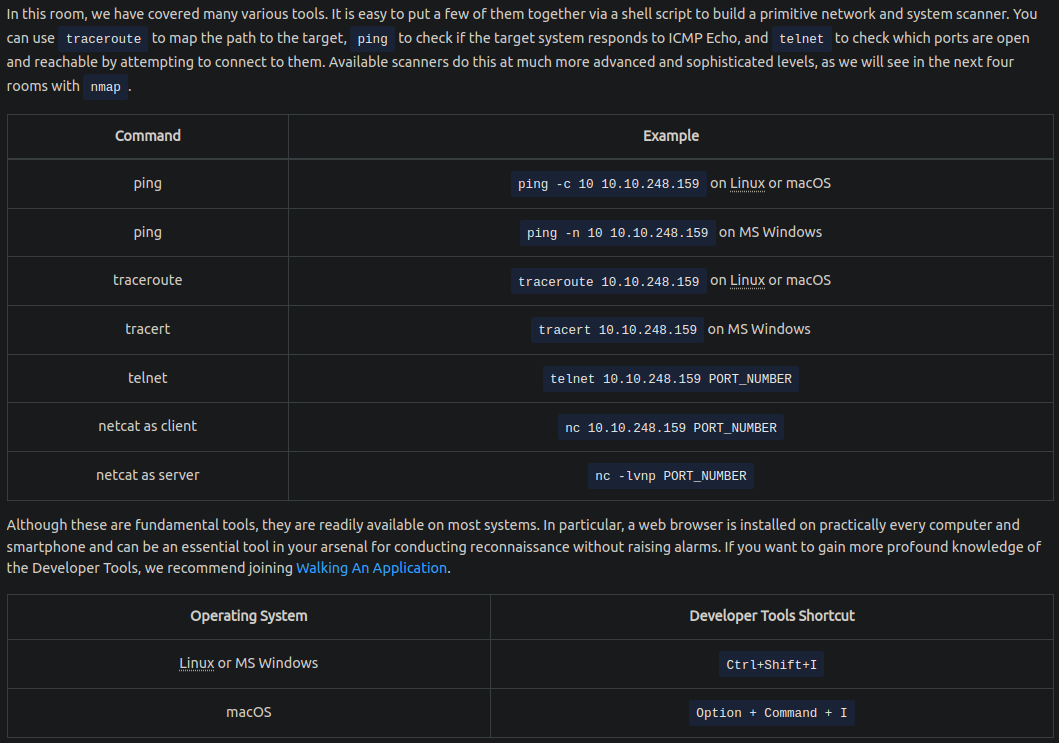 In this room, we have covered many various tools. It is easy to put a few of them together via a shell script to build a primitive network and system scanner. You
can use traceroute to map the path to the target, ping to check if the target system responds to ICMP Echo, and telnet to check which ports are open
and reachable by attempting to connect to them. Available scanners do this at much more advanced and sophisticated levels, as we will see in the next four
rooms with nmap .
Command Example
ping ping -c 10 10.10.248.159 on Linux or macOS
ping ping -n 10 10.10.248.159 on MS Windows
traceroute traceroute 10.10.248.159 on Linux or macOS
tracert tracert 10.10.248.159 on MS Windows
telnet telnet 10.10.248.159 PORT_NUMBER
netcat as client nc 10.10.248.159 PORT_NUMBER
netcat as server nc -lvnp PORT_NUMBER
Although these are fundamental tools, they are readily available on most systems. In particular, a web browser is installed on practically every computer and
smartphone and can be an essential tool in your arsenal for conducting reconnaissance without raising alarms. If you want to gain more profound knowledge of
the Developer Tools, we recommend joining Walking An Application.
Operating System Developer Tools Shortcut
Linux or MS Windows Ctrl+Shift+I
macOS Option + Command + I